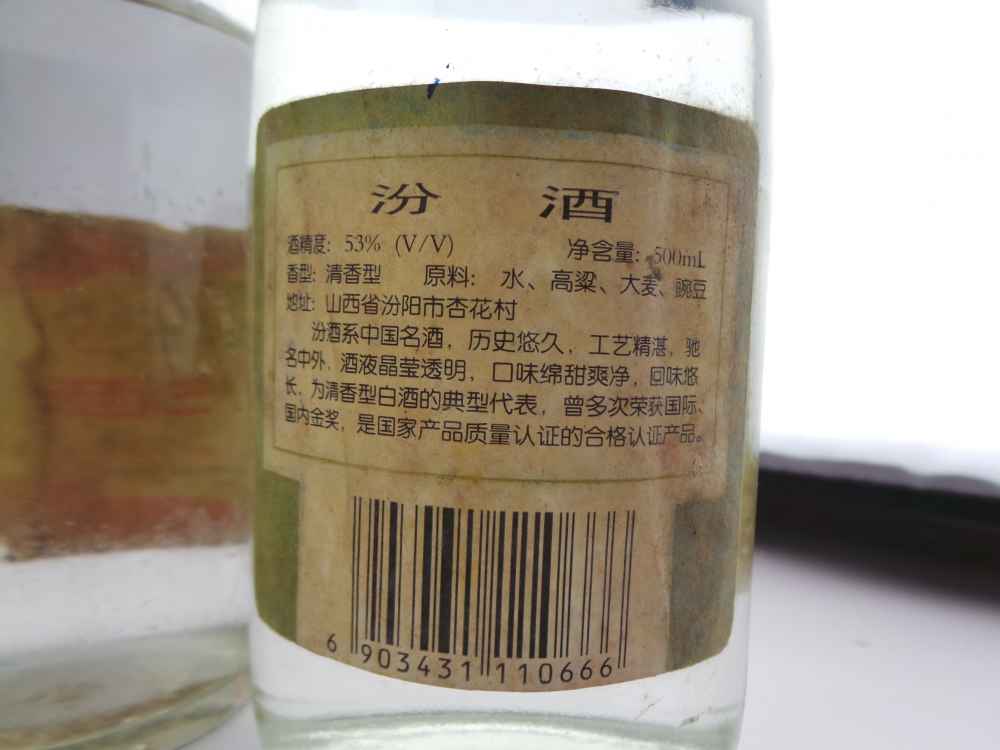 汾 酒
酒精度: 53% (V/V) 净含量: 500mL
香型: 清香型 原料: 水、高粱、大麦、豌豆
地址: 山西省汾阳市杏花村
汾酒系中国名酒, 历史悠久, 工艺精湛, 驰
名中外, 酒液晶莹透明, 口味绵甜爽净, 回味悠
长, 为清香型白酒的典型代表, 曾多次荣获国际、
国内金奖, 是国家产品质量认证的合格认证产品。
6 903431 110666